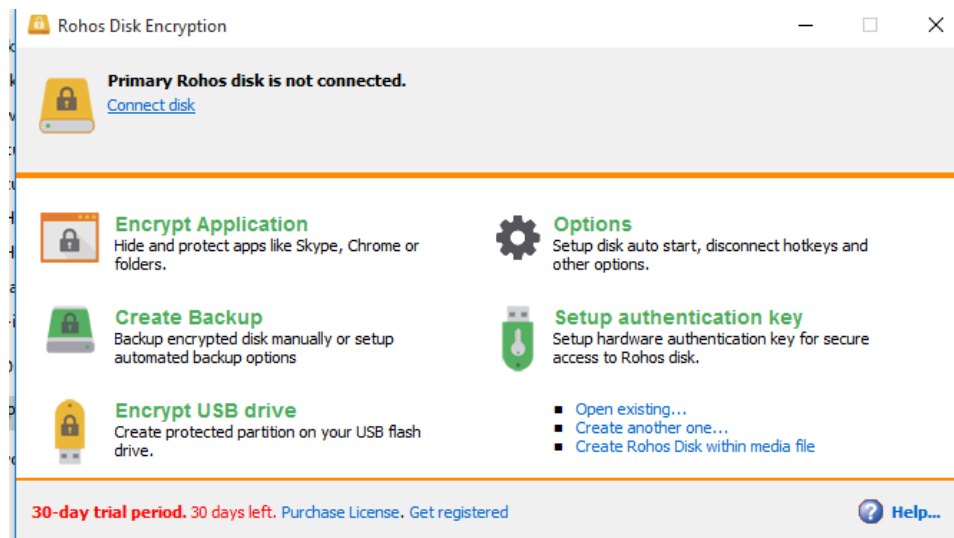 Rohos Disk Encryption
Primary Rohos disk is not connected.
Connect disk
Encrypt Application
Hide and protect apps like Skype, Chrome or
folders.
Options
Setup disk auto start, disconnect hotkeys and
other options.
Create Backup
Backup encrypted disk manually or setup
automated backup options
Setup authentication key
Setup hardware authentication key for secure
access to Rohos disk.
Encrypt USB drive
Create protected partition on your USB flash
drive.
Open existing...
Create another one...
Create Rohos Disk within media file
30-day trial period. 30 days left. Purchase License. Get registered
Help...